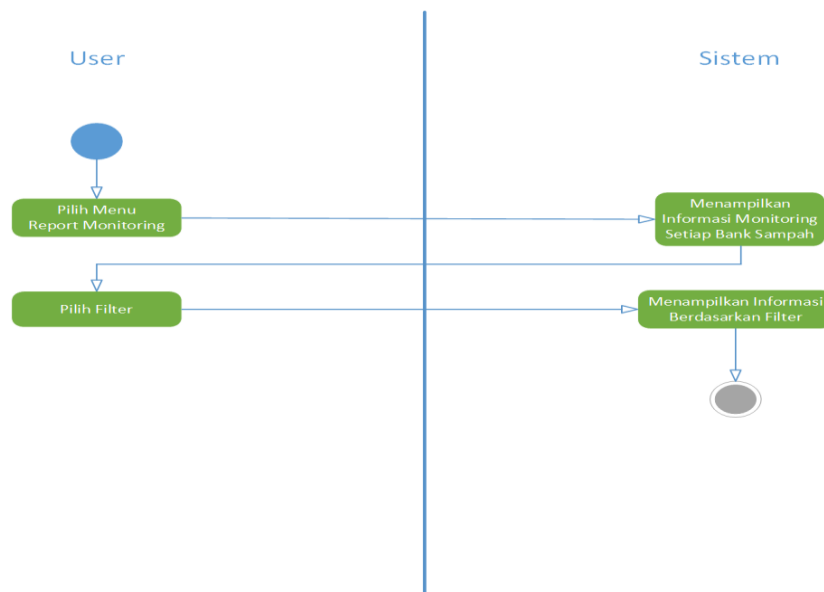 User
Sistem
Pilih Menu
Report Monitoring
Menampilkan
Informasi Monitoring
Setiap Bank Sampah
Pilih Filter
Menampilkan Informasi
Berdasarkan Filter